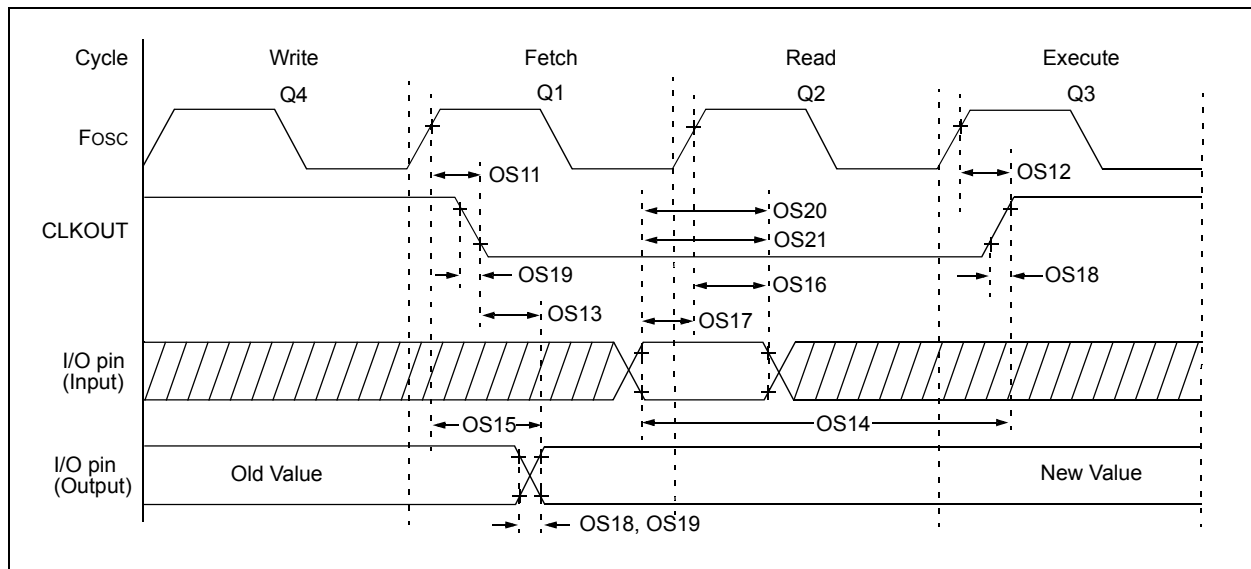 Cycle Write Fetch Read Execute
Q4 Q1 Q2 Q3
FOSC
OS11 OS12
CLKOUT
OS20
OS21
OS19 OS16 OS18
OS13 OS17
I/O pin
(Input)
OS15 OS14
I/O pin
(Output)
Old Value New Value
OS18, OS19